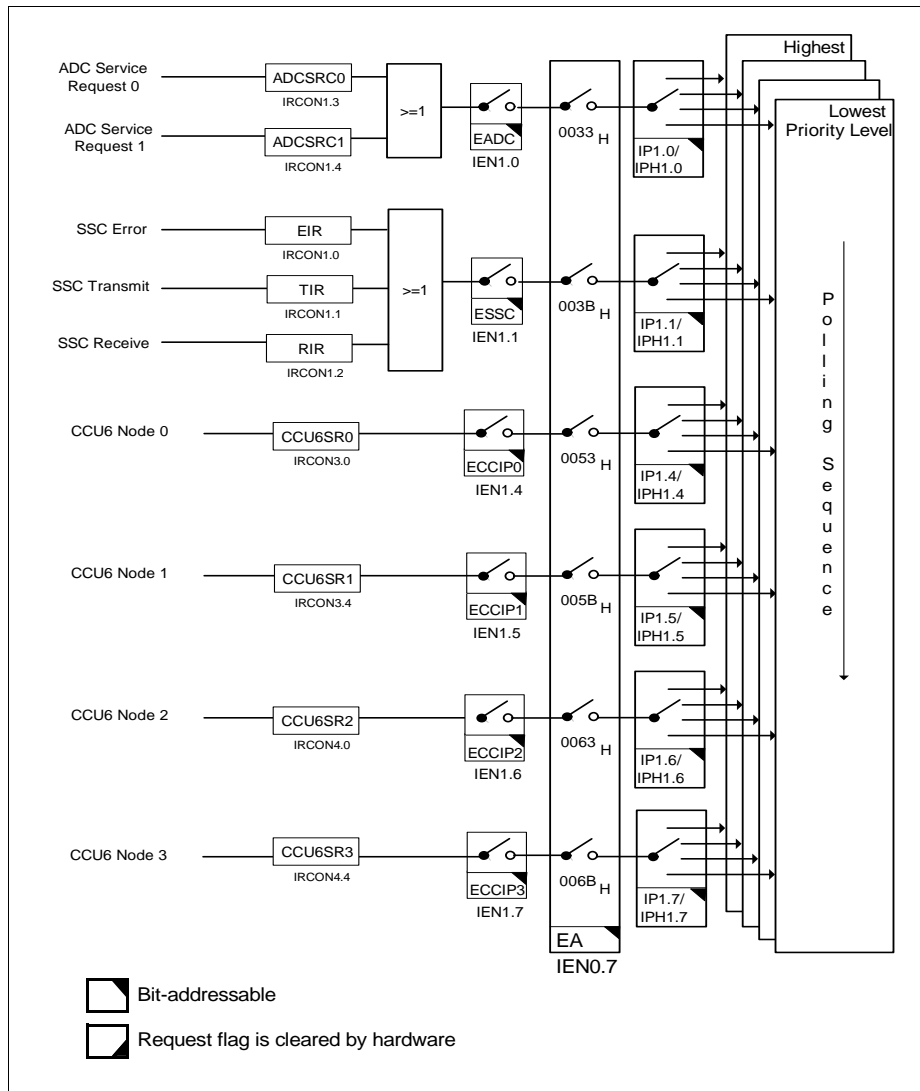 Highest
Lowest
Priority Level
Polling Sequence
ADC Service
Request 0
ADCSRC0
IRCON1.3
ADC Service
Request 1
ADCSRC1
IRCON1.4
>=1
EADC
IEN1.0
0033 H
IP1.0/
IPH1.0
SSC Error
EIR
IRCON1.0
SSC Transmit
TIR
IRCON1.1
SSC Receive
RIR
IRCON1.2
>=1
ESSC
IEN1.1
003B H
IP1.1/
IPH1.1
CCU6 Node 0
CCU6SR0
IRCON3.0
ECCIP0
IEN1.4
0053 H
IP1.4/
IPH1.4
CCU6 Node 1
CCU6SR1
IRCON3.4
ECCIP1
IEN1.5
005B H
IP1.5/
IPH1.5
CCU6 Node 2
CCU6SR2
IRCON4.0
ECCIP2
IEN1.6
0063 H
IP1.6/
IPH1.6
CCU6 Node 3
CCU6SR3
IRCON4.4
ECCIP3
IEN1.7
006B H
IP1.7/
IPH1.7
EA
IEN0.7
Bit-addressable
Request flag is cleared by hardware